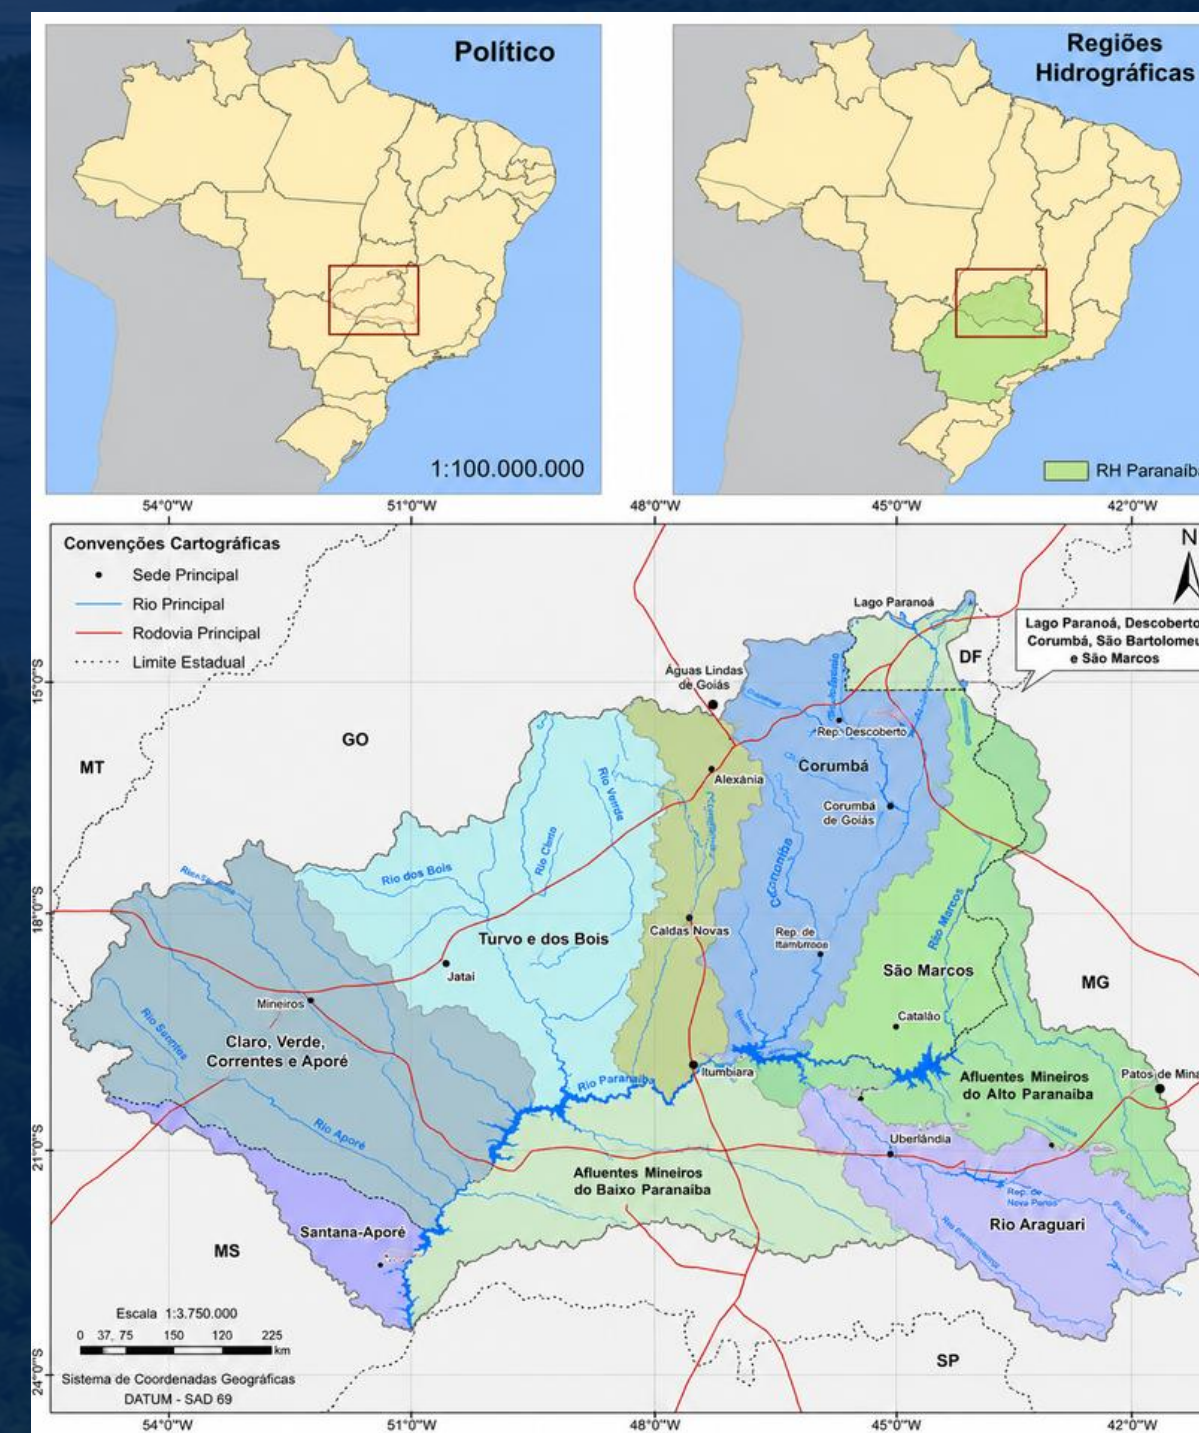 Político
1:100.000.000
Regiões
Hidrográficas
RH Paranaíb
54°0"W
51°0"W
48°0"W
45°0"W
42°0"W
Convenções Cartográficas
Sede Principal
Rio Principal
Rodovia Principal
Limite Estadual
N
Lago Paranoá
Lago Paranoá, Descoberto
Corumbá, São Bartolomeu
e São Marcos
DF
Águas Lindas
de Goiás
15°0"S
GO
MT
Rep. Descoberto
Corumbá
Alexánia
Rio Verde
Corumbá
de Goiás
Rio Claro
Rio dos Bois
18°0"S
Caldas Novas
Turvo e dos Bois
Rep. de
São Marcos
Jataí
MG
Mineiros
Catalão
Rio Sentos
Claro, Verde,
Correntes e Aporé
Itumbiara
Rio Paranaíba
Afluentes Mineiros
do Alto Paranaíba
Patos de Mina
Rio Aporé
Uberlândia
21°0"S
Afluentes Mineiros
do Baixo Paranaíba
Rep. de
Rio Araguari
Santana-Aporé
MS
Escala 1:3.750.000
0 37, 75 150 120 225
km
SP
Sistema de Coordenadas Geográficas
DATUM - SAD 69
24°0"S
54°0"W
51°0"W
48°0"W
45°0"W
42°0"W